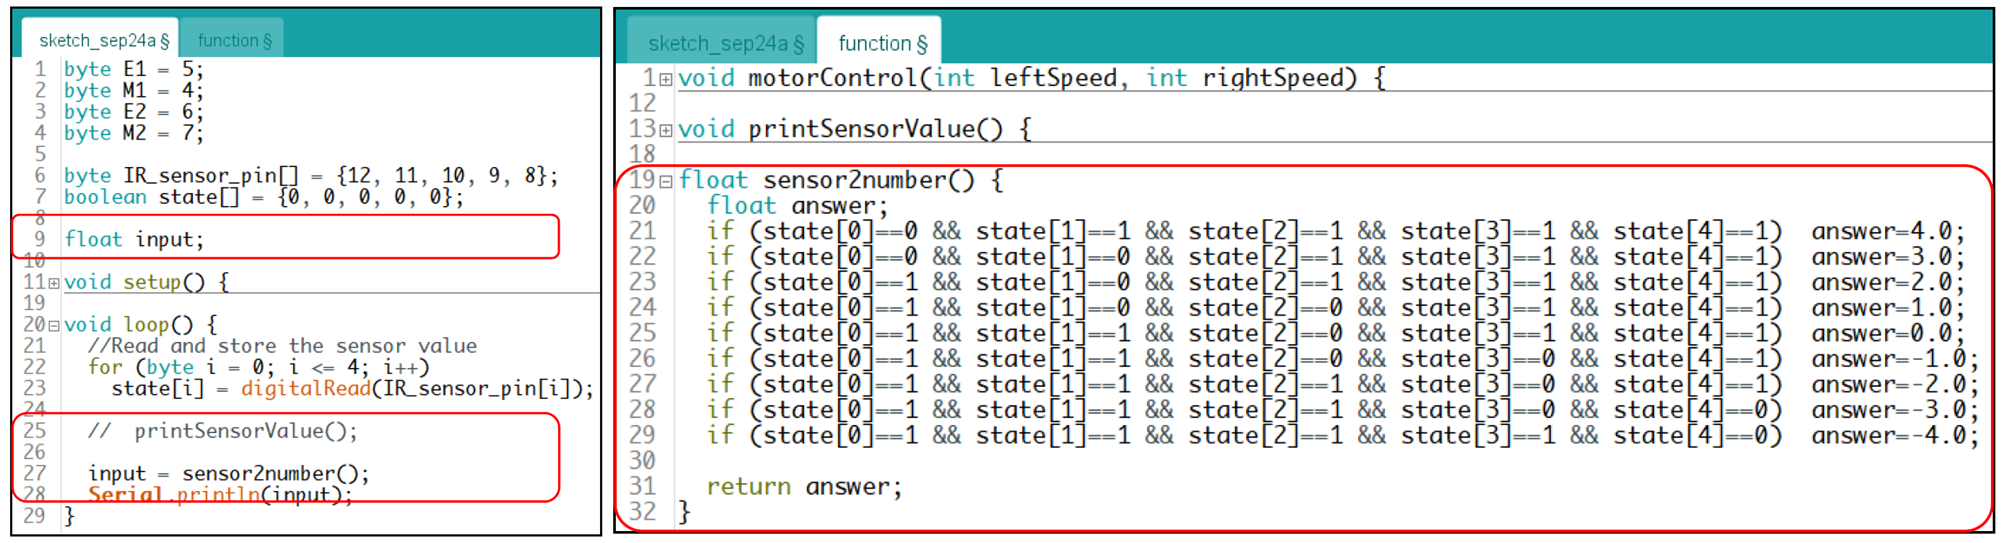 sketch_sep24a § function §
1 byte E1 = 5;
2 byte M1 = 4;
3 byte E2 = 6;
4 byte M2 = 7;
5
6 byte IR_sensor_pin[] = {12, 11, 10, 9, 8};
7 boolean state[] = {0, 0, 0, 0, 0};
8
9 float input;
10
11 void setup() {
19
20 void loop() {
21 //Read and store the sensor value
22 for (byte i = 0; i <= 4; i++)
23 state[i] = digitalRead(IR_sensor_pin[i]);
24
25 // printSensorValue();
26
27 input = sensor2number();
28 Serial.println(input);
29 }
sketch_sep24a § function §
1 void motorControl(int leftSpeed, int rightSpeed) {
12
13 void printSensorValue() {
18
19 float sensor2number() {
20 float answer;
21 if (state[0]==0 && state[1]==1 && state[2]==1 && state[3]==1 && state[4]==1) answer=4.0;
22 if (state[0]==0 && state[1]==0 && state[2]==1 && state[3]==1 && state[4]==1) answer=3.0;
23 if (state[0]==1 && state[1]==0 && state[2]==1 && state[3]==1 && state[4]==1) answer=2.0;
24 if (state[0]==1 && state[1]==0 && state[2]==0 && state[3]==1 && state[4]==1) answer=1.0;
25 if (state[0]==1 && state[1]==1 && state[2]==0 && state[3]==1 && state[4]==1) answer=0.0;
26 if (state[0]==1 && state[1]==1 && state[2]==0 && state[3]==0 && state[4]==1) answer=-1.0;
27 if (state[0]==1 && state[1]==1 && state[2]==1 && state[3]==0 && state[4]==1) answer=-2.0;
28 if (state[0]==1 && state[1]==1 && state[2]==1 && state[3]==0 && state[4]==0) answer=-3.0;
29 if (state[0]==1 && state[1]==1 && state[2]==1 && state[3]==1 && state[4]==0) answer=-4.0;
30
31 return answer;
32 }